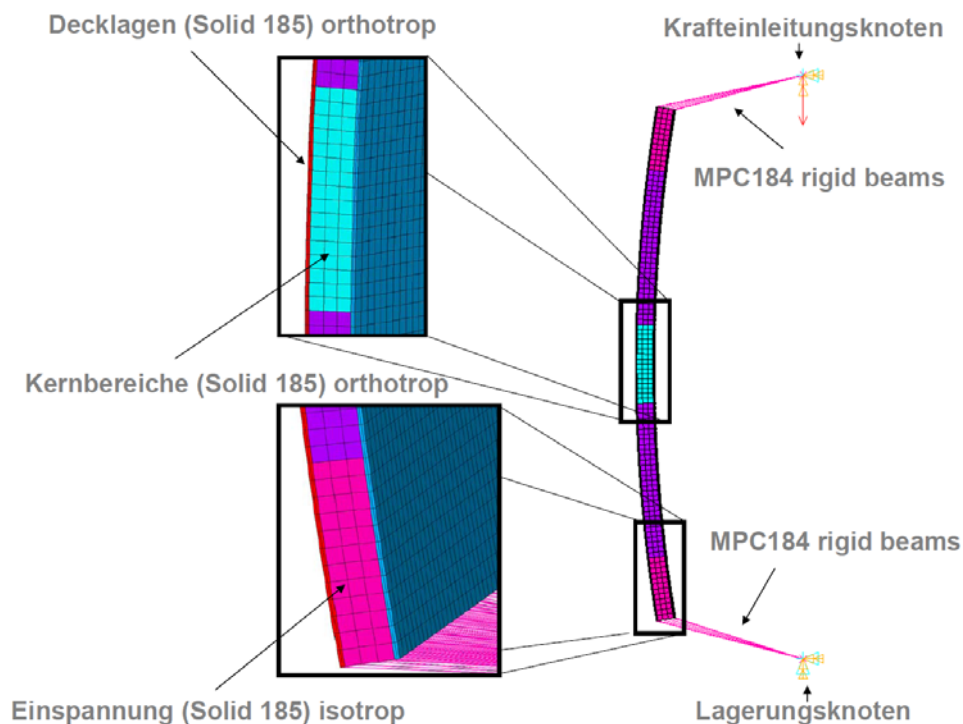 Decklagen (Solid 185) orthotrop
Krafteinleitungsknoten
MPC184 rigid beams
Kernbereiche (Solid 185) orthotrop
MPC184 rigid beams
Einspannung (Solid 185) isotrop
Lagerungsknoten